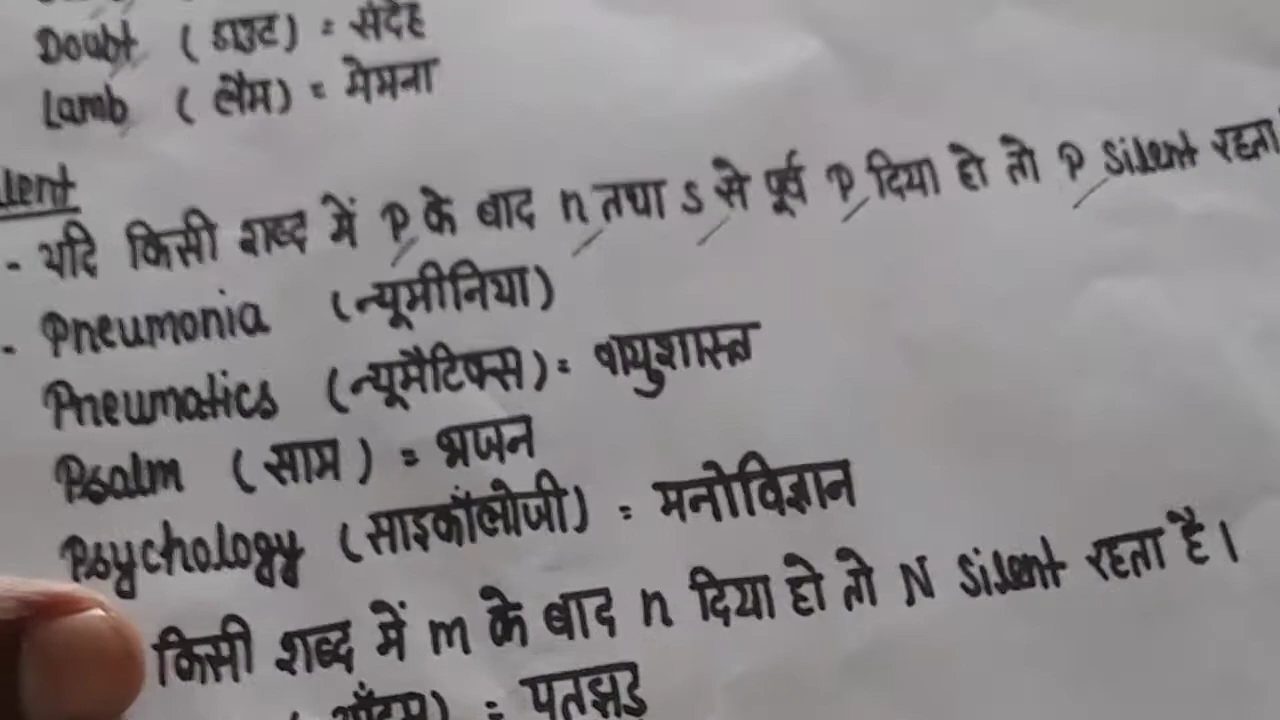 Doubt (डाउट) = संदेह
Lamb (लैम) = मेमना
lent
- यदि किसी शब्द में P के बाद n तथा s से पूर्व P दिया हो तो P Silent रहता
- Pneumonia (न्यूमीनिया)
Pneumatics (न्यूमैटिक्स) = वायुशास्त्र
Psalm (साम) = भजन
Psychology (साइकॉलोजी) = मनोविज्ञान
किसी शब्द में m के बाद n दिया हो तो N Silent रहता है।
= पतझड